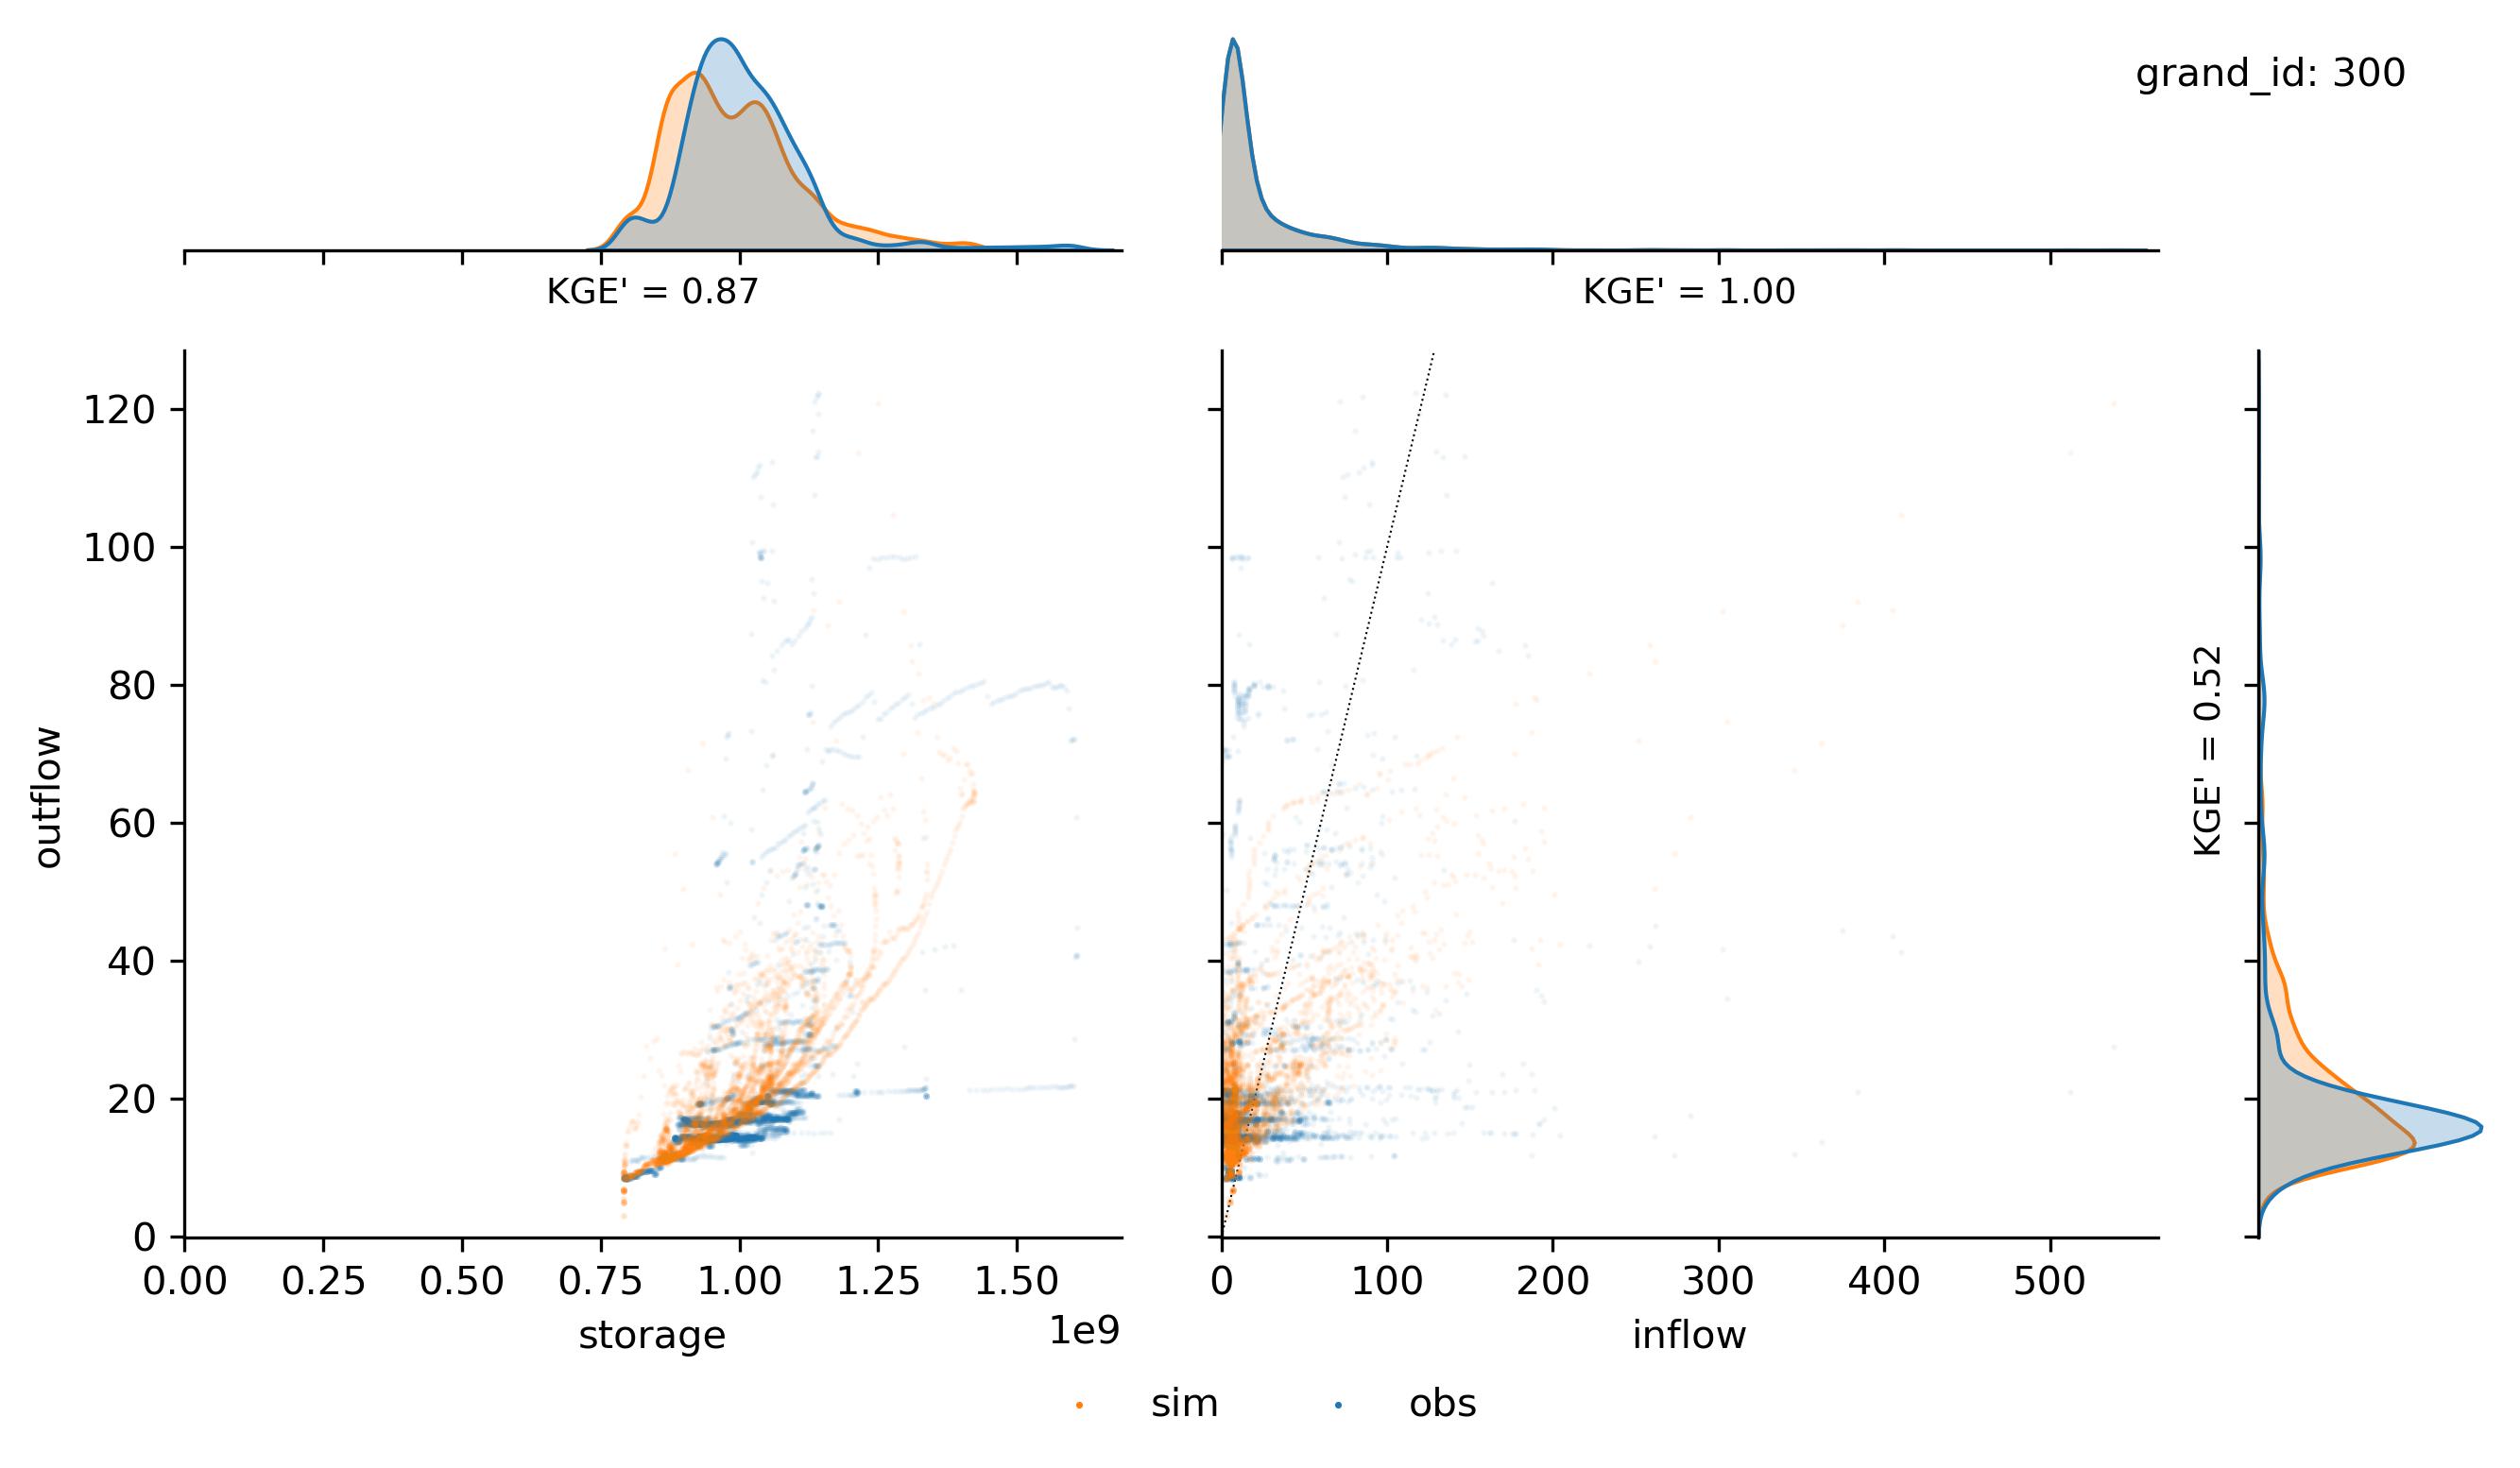 grand_id: 300
KGE' = 0.87
KGE' = 1.00
120
100
80
60
40
20
0
outflow
KGE' = 0.52
0.00 0.25 0.50 0.75 1.00 1.25 1.50
0 100 200 300 400 500
storage
1e9
inflow
sim
obs